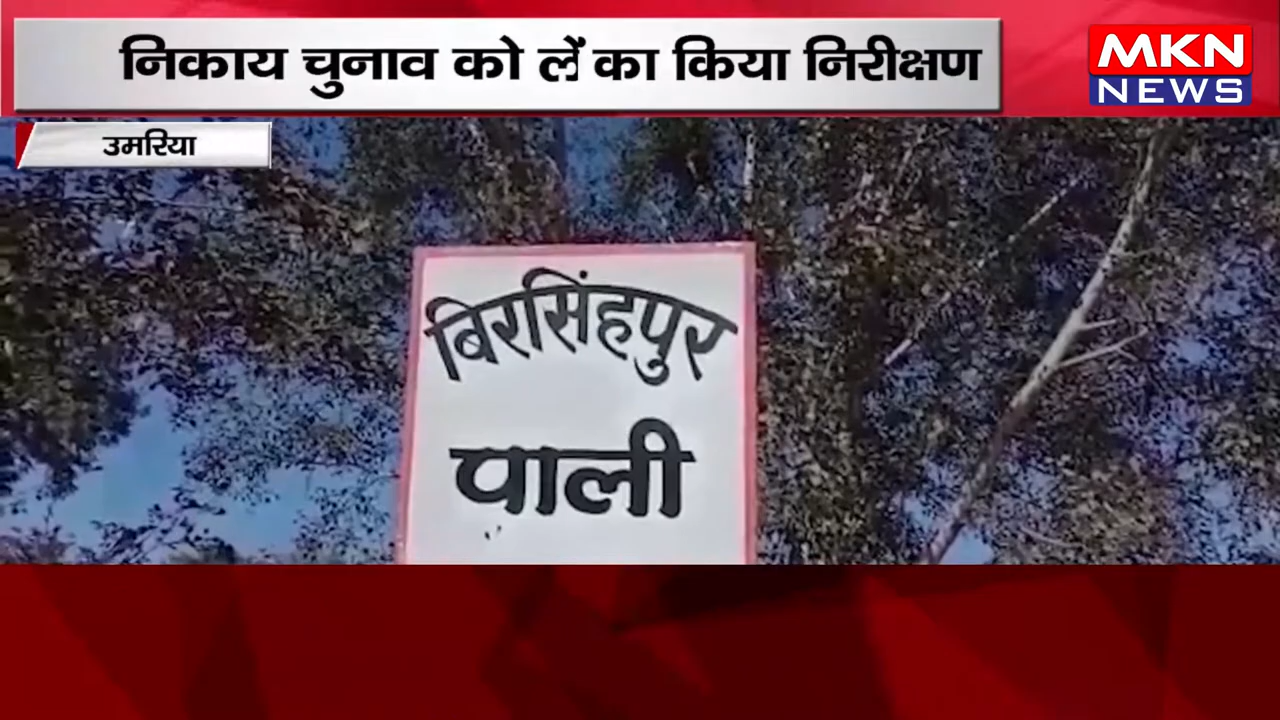 निकाय चुनाव को लें का किया निरीक्षण
MKN
NEWS
उमरिया
बिरसिंहपुर
पाली